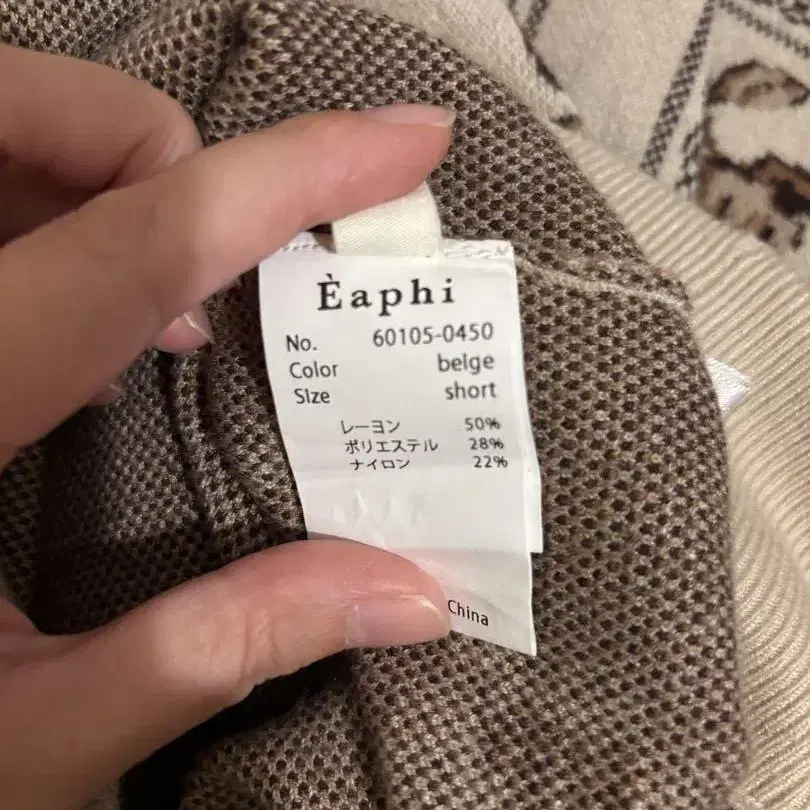 Èaphi
No. 60105-0450
Color beige
Size short
レーヨン 50%
ポリエステル 28%
ナイロン 22%
China